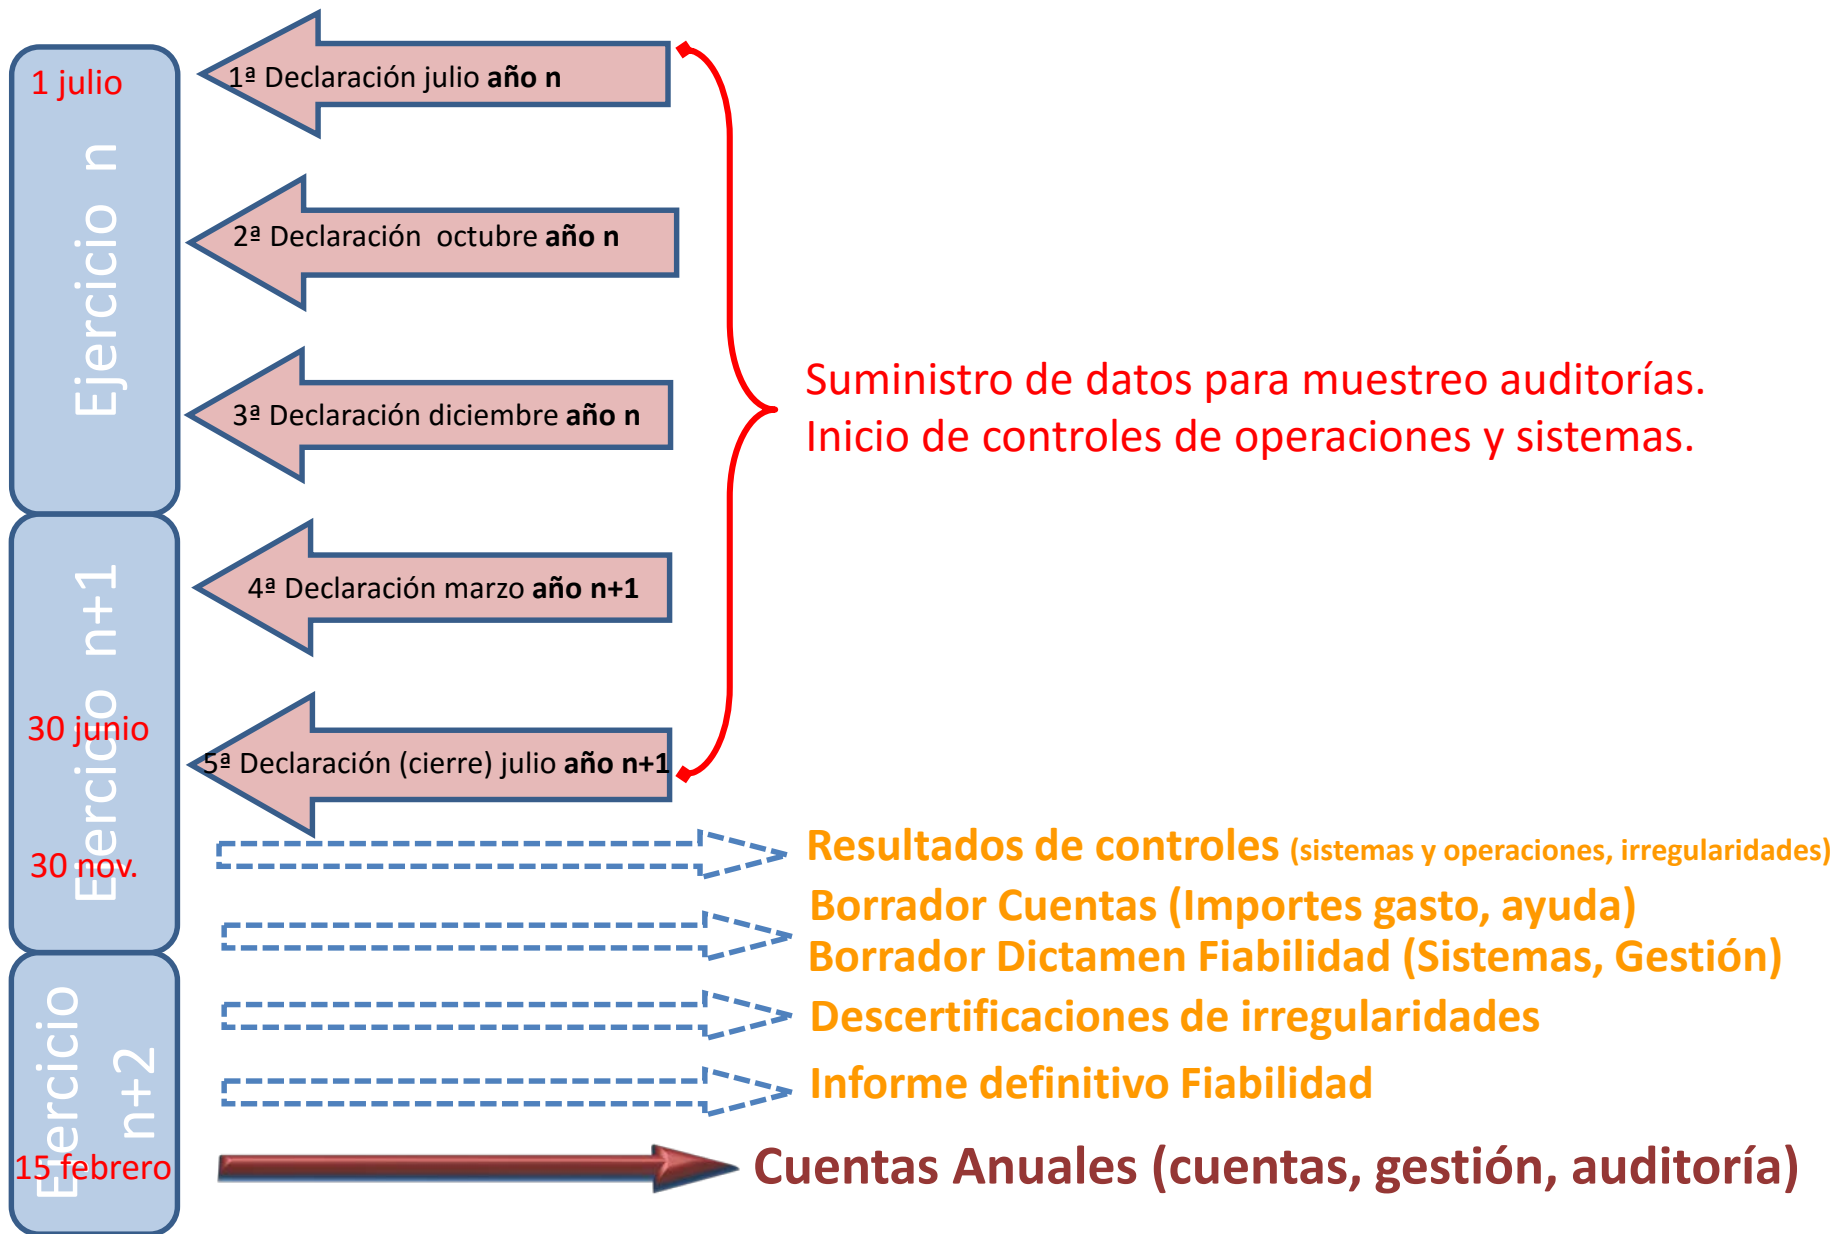 1 julio
Ejercicio n
1ª Declaración julio año n
2ª Declaración octubre año n
3ª Declaración diciembre año n
Suministro de datos para muestreo auditorías.
Inicio de controles de operaciones y sistemas.
Ejercicio n+1
4ª Declaración marzo año n+1
30 junio
5ª Declaración (cierre) julio año n+1
30 nov.
Resultados de controles (sistemas y operaciones, irregularidades)
Borrador Cuentas (Importes gasto, ayuda)
Borrador Dictamen Fiabilidad (Sistemas, Gestión)
Ejercicio
n+2
Descertificaciones de irregularidades
Informe definitivo Fiabilidad
15 febrero
Cuentas Anuales (cuentas, gestión, auditoría)